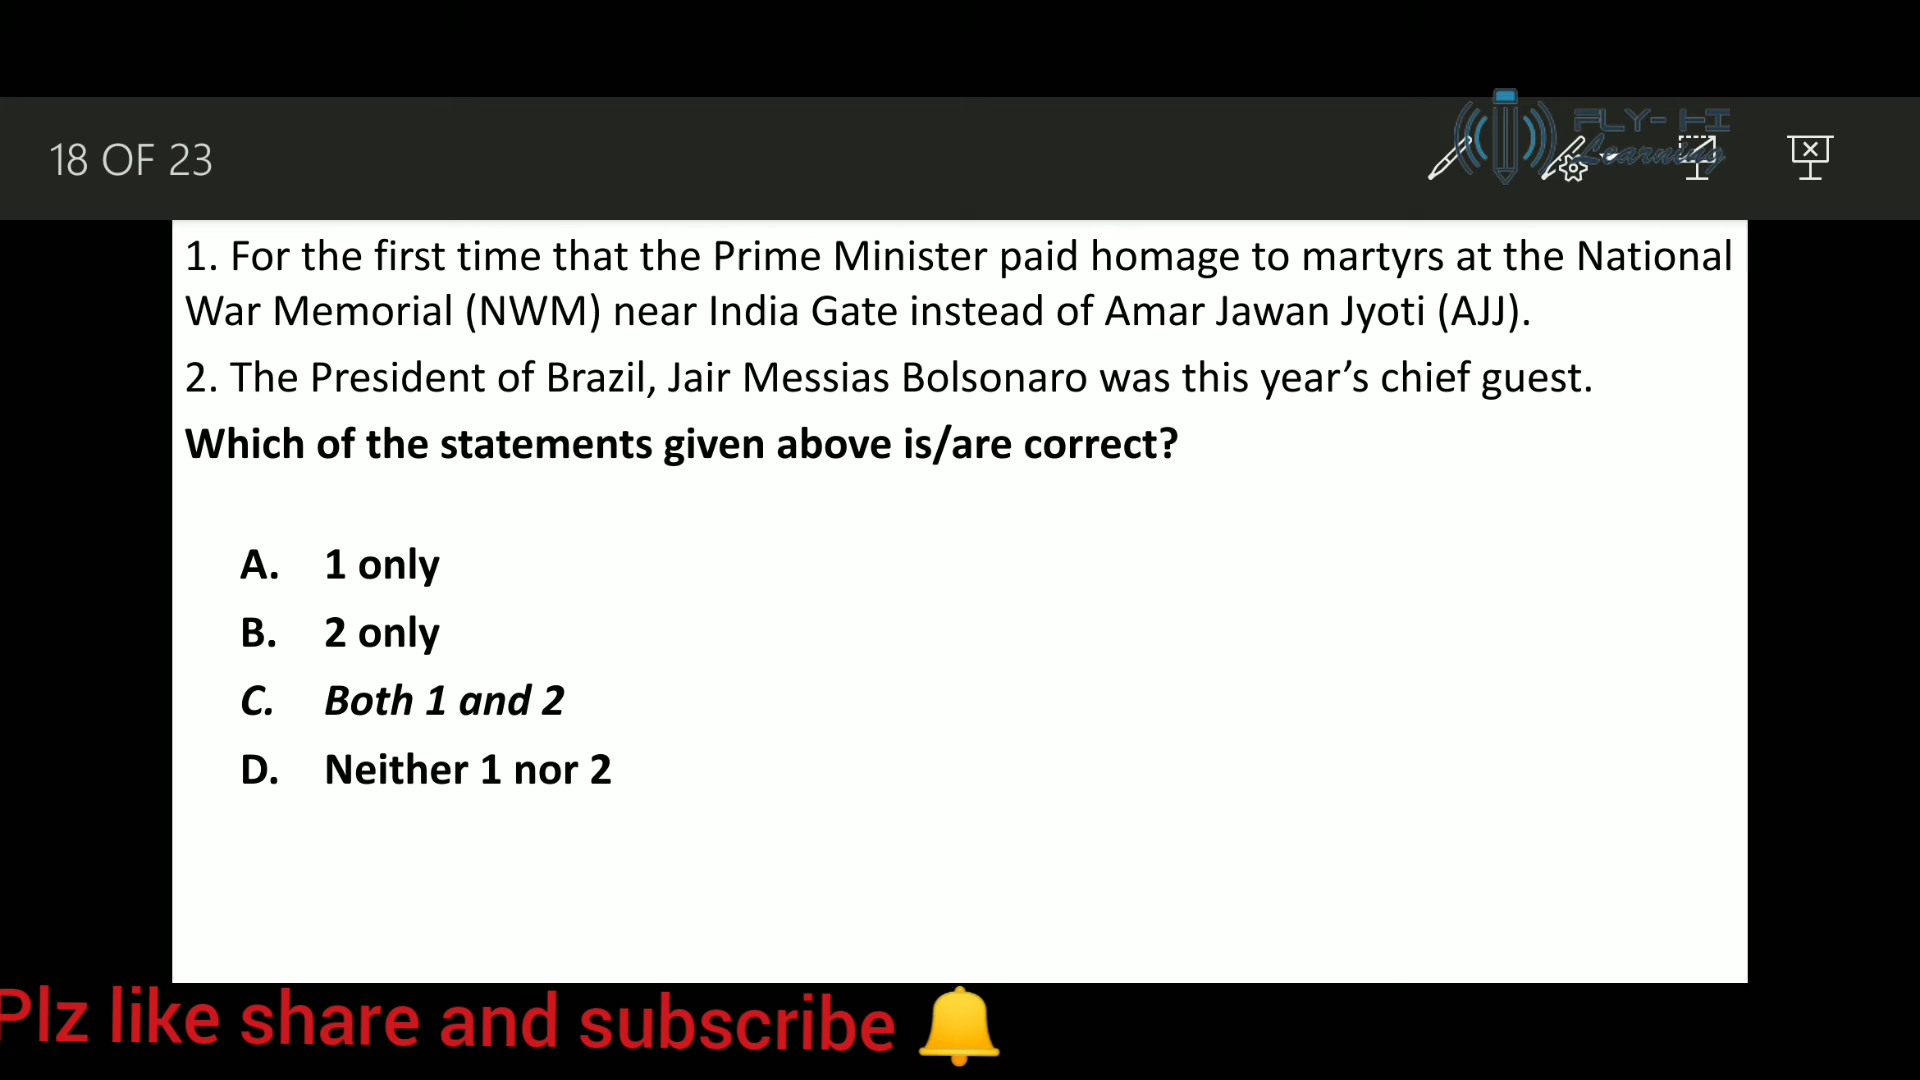 18 OF 23
FLY-HI
Learning
1. For the first time that the Prime Minister paid homage to martyrs at the National
War Memorial (NWM) near India Gate instead of Amar Jawan Jyoti (AJJ).
2. The President of Brazil, Jair Messias Bolsonaro was this year’s chief guest.
Which of the statements given above is/are correct?
A. 1 only
B. 2 only
C. Both 1 and 2
D. Neither 1 nor 2
Plz like share and subscribe 🔔